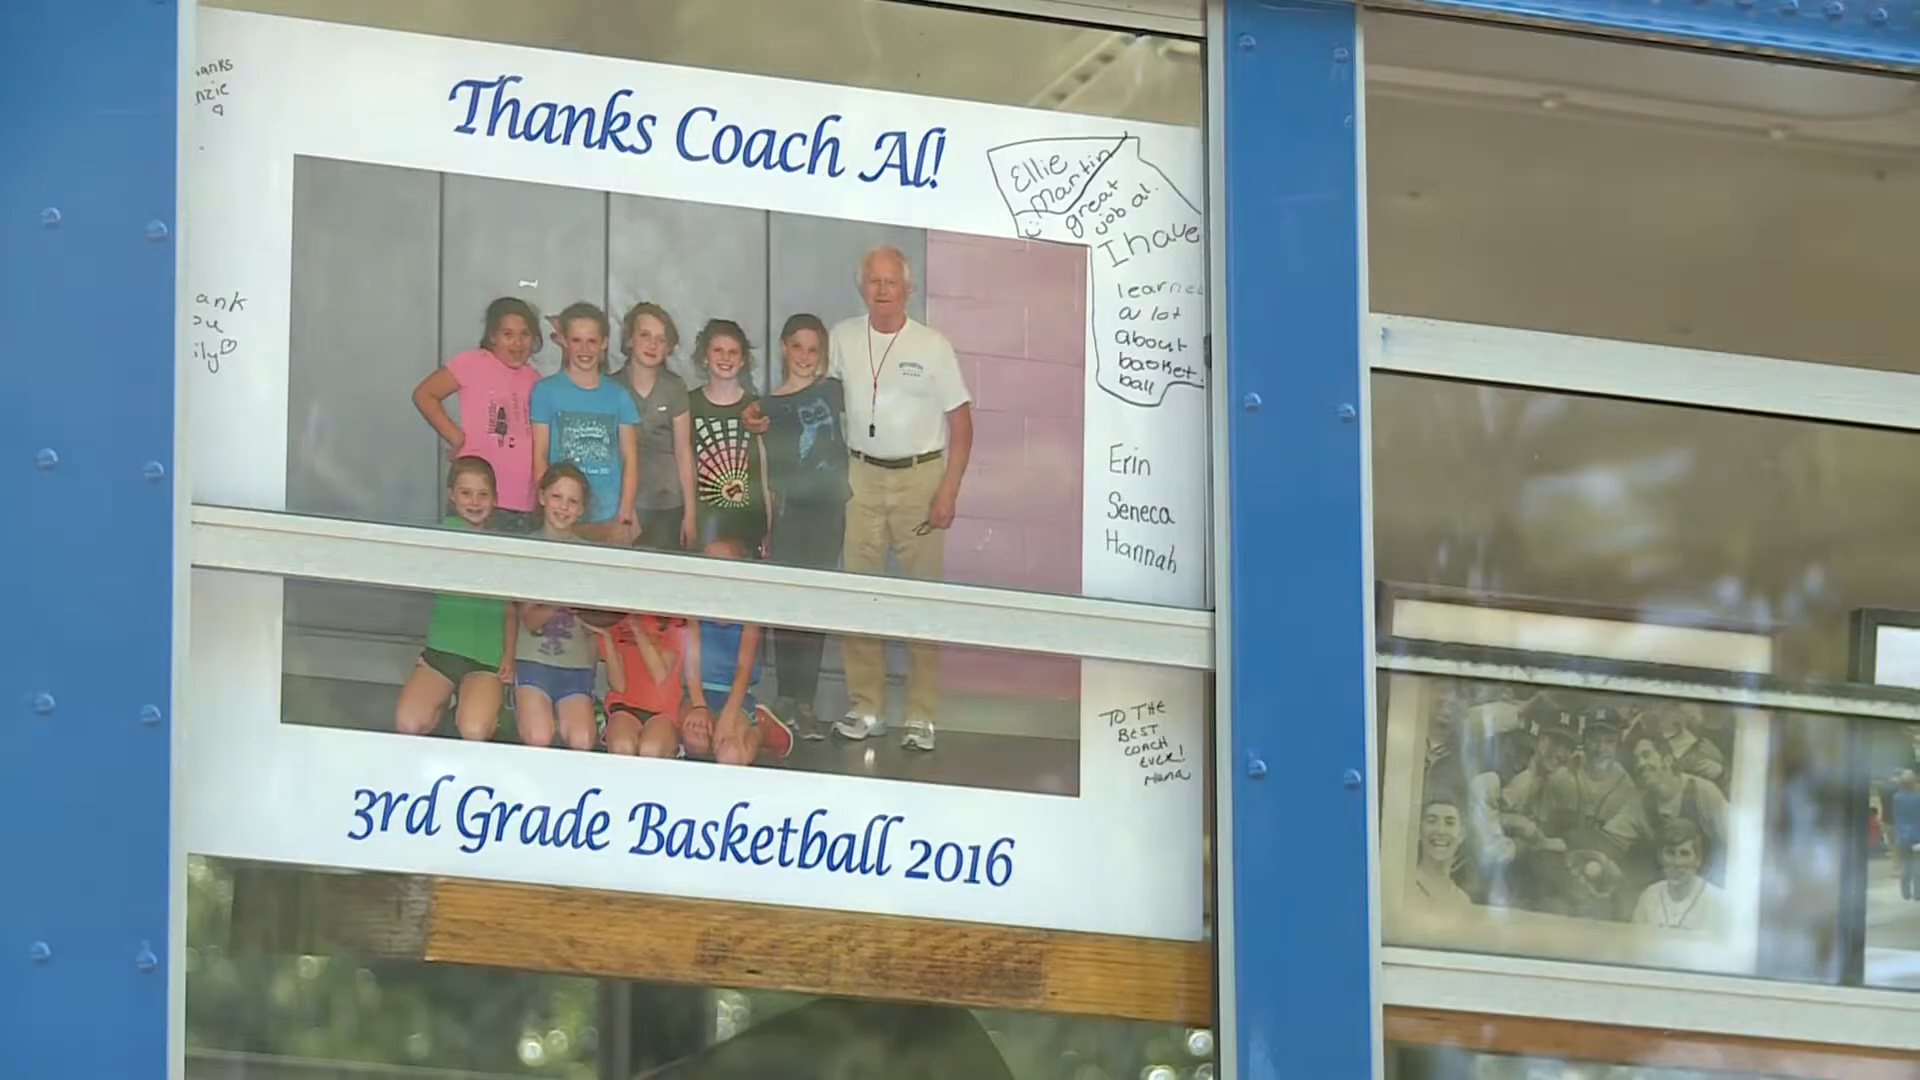 Thanks Coach Al!
Ellie
Martin
great
job al.
I have
learned
a lot
about
basket
ball
Erin
Seneca
Hannah
TO THE
BEST
COACH
EVER!
3rd Grade Basketball 2016